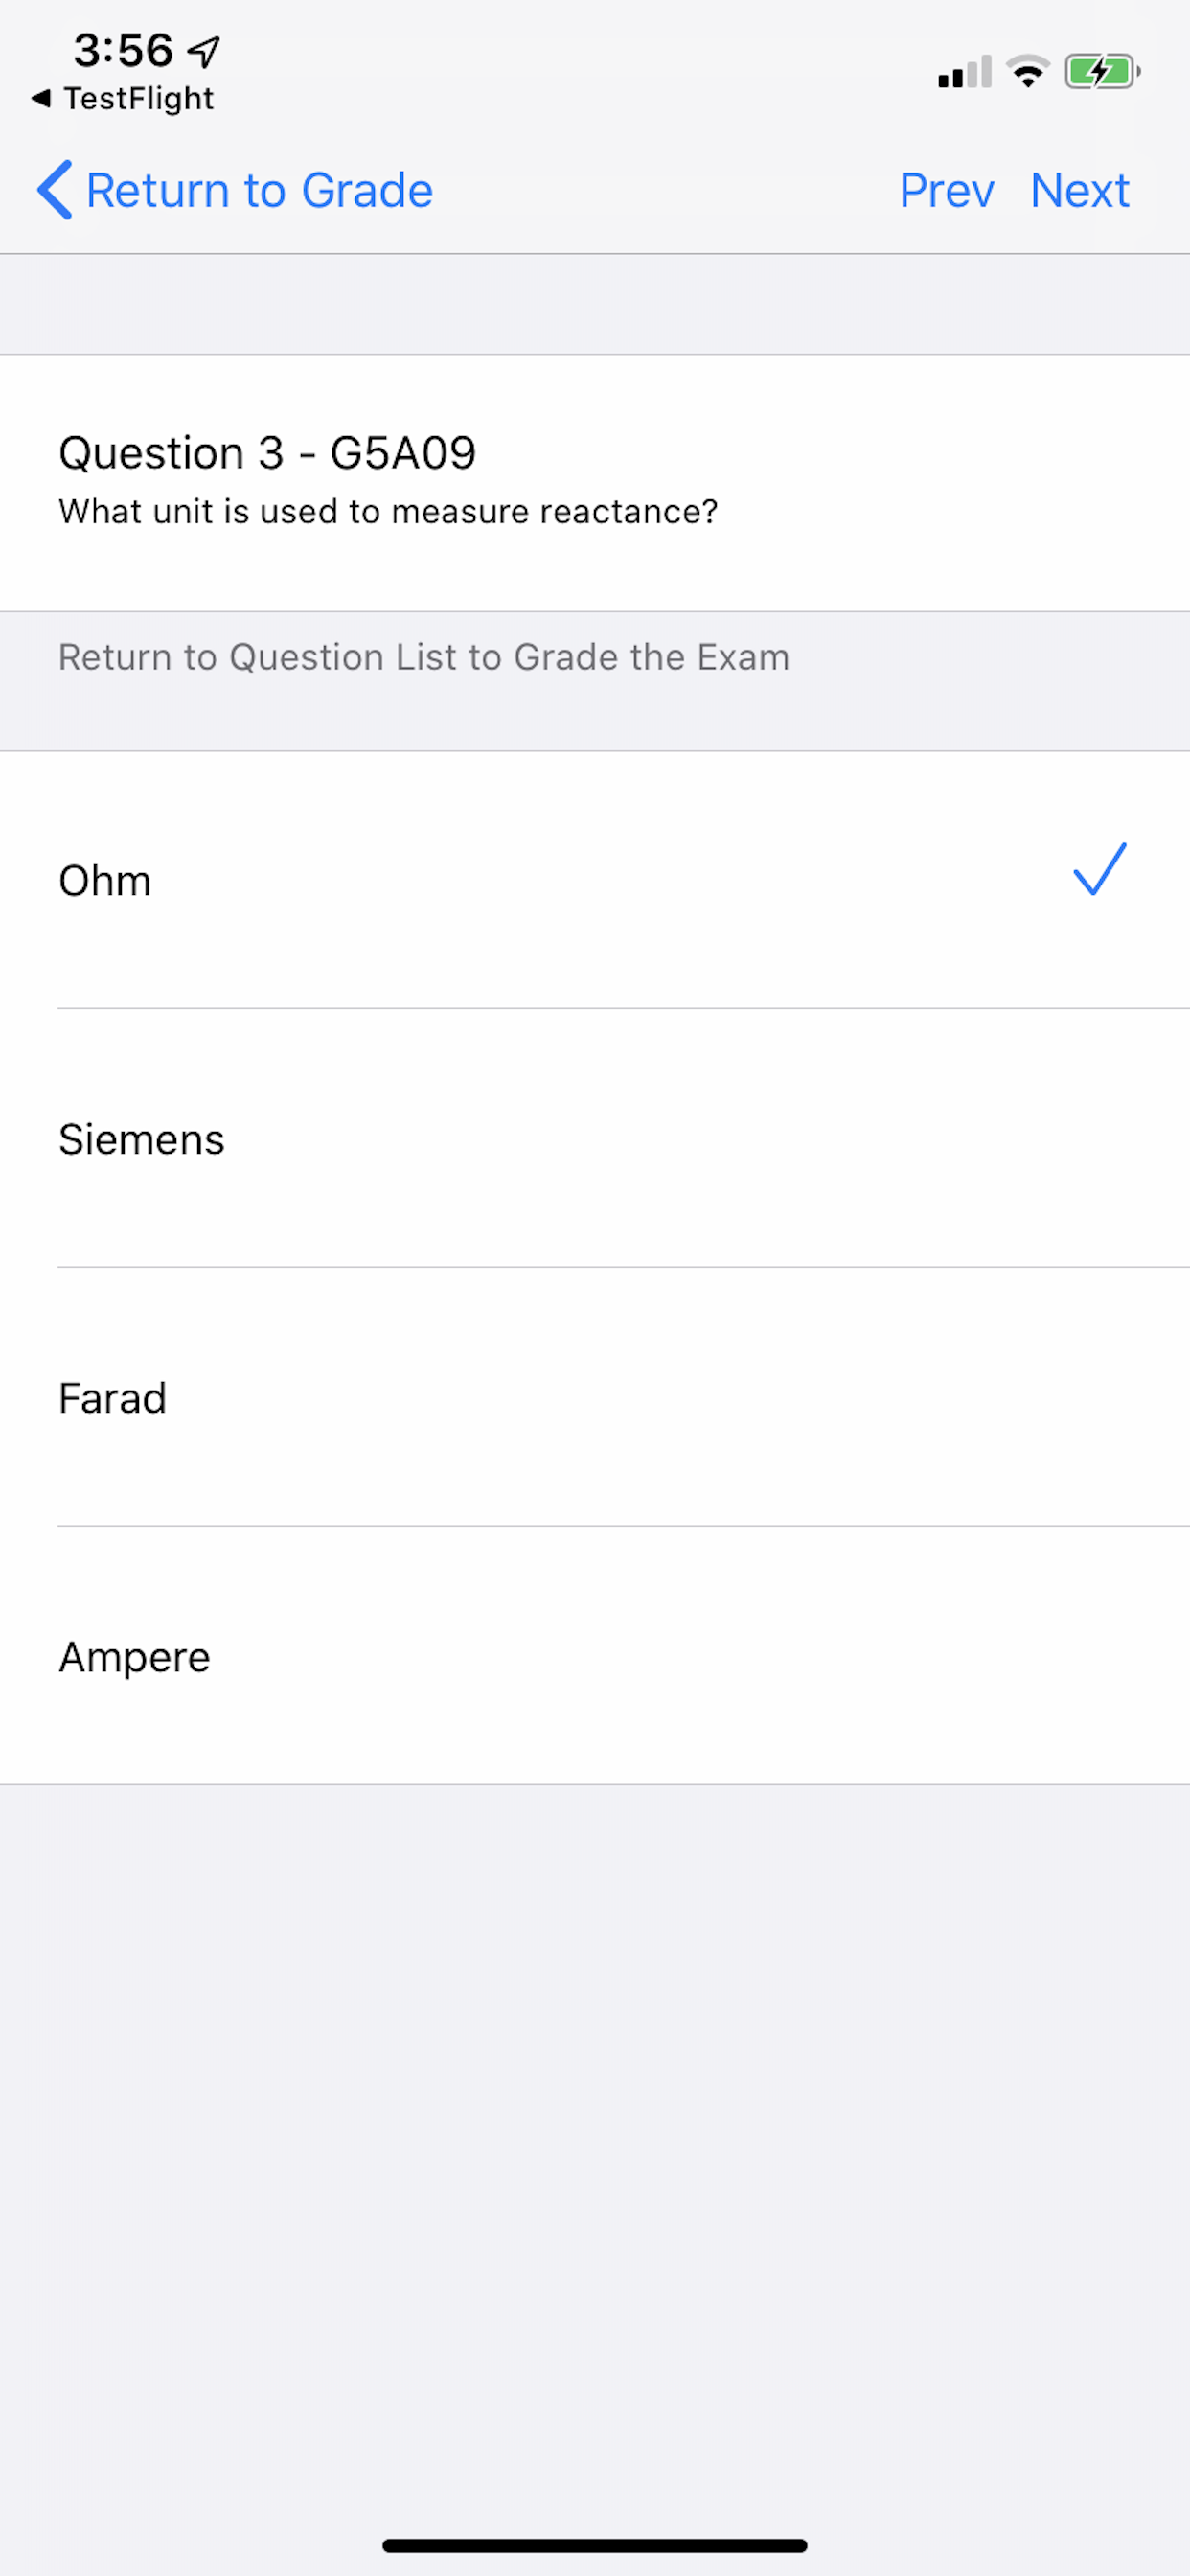 3:56
◀ TestFlight
Return to Grade Prev Next
Question 3 - G5A09
What unit is used to measure reactance?
Return to Question List to Grade the Exam
Ohm
Siemens
Farad
Ampere